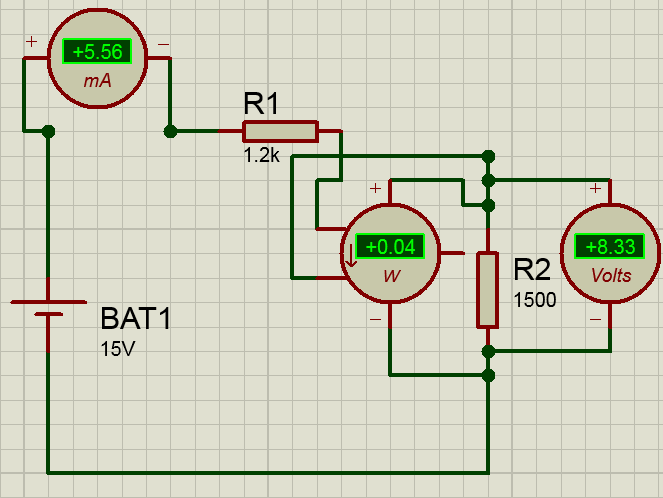 + −
+5.56
mA
R1
1.2k
+
+0.04
W
−
+
+8.33
Volts
−
R2
1500
BAT1
15V